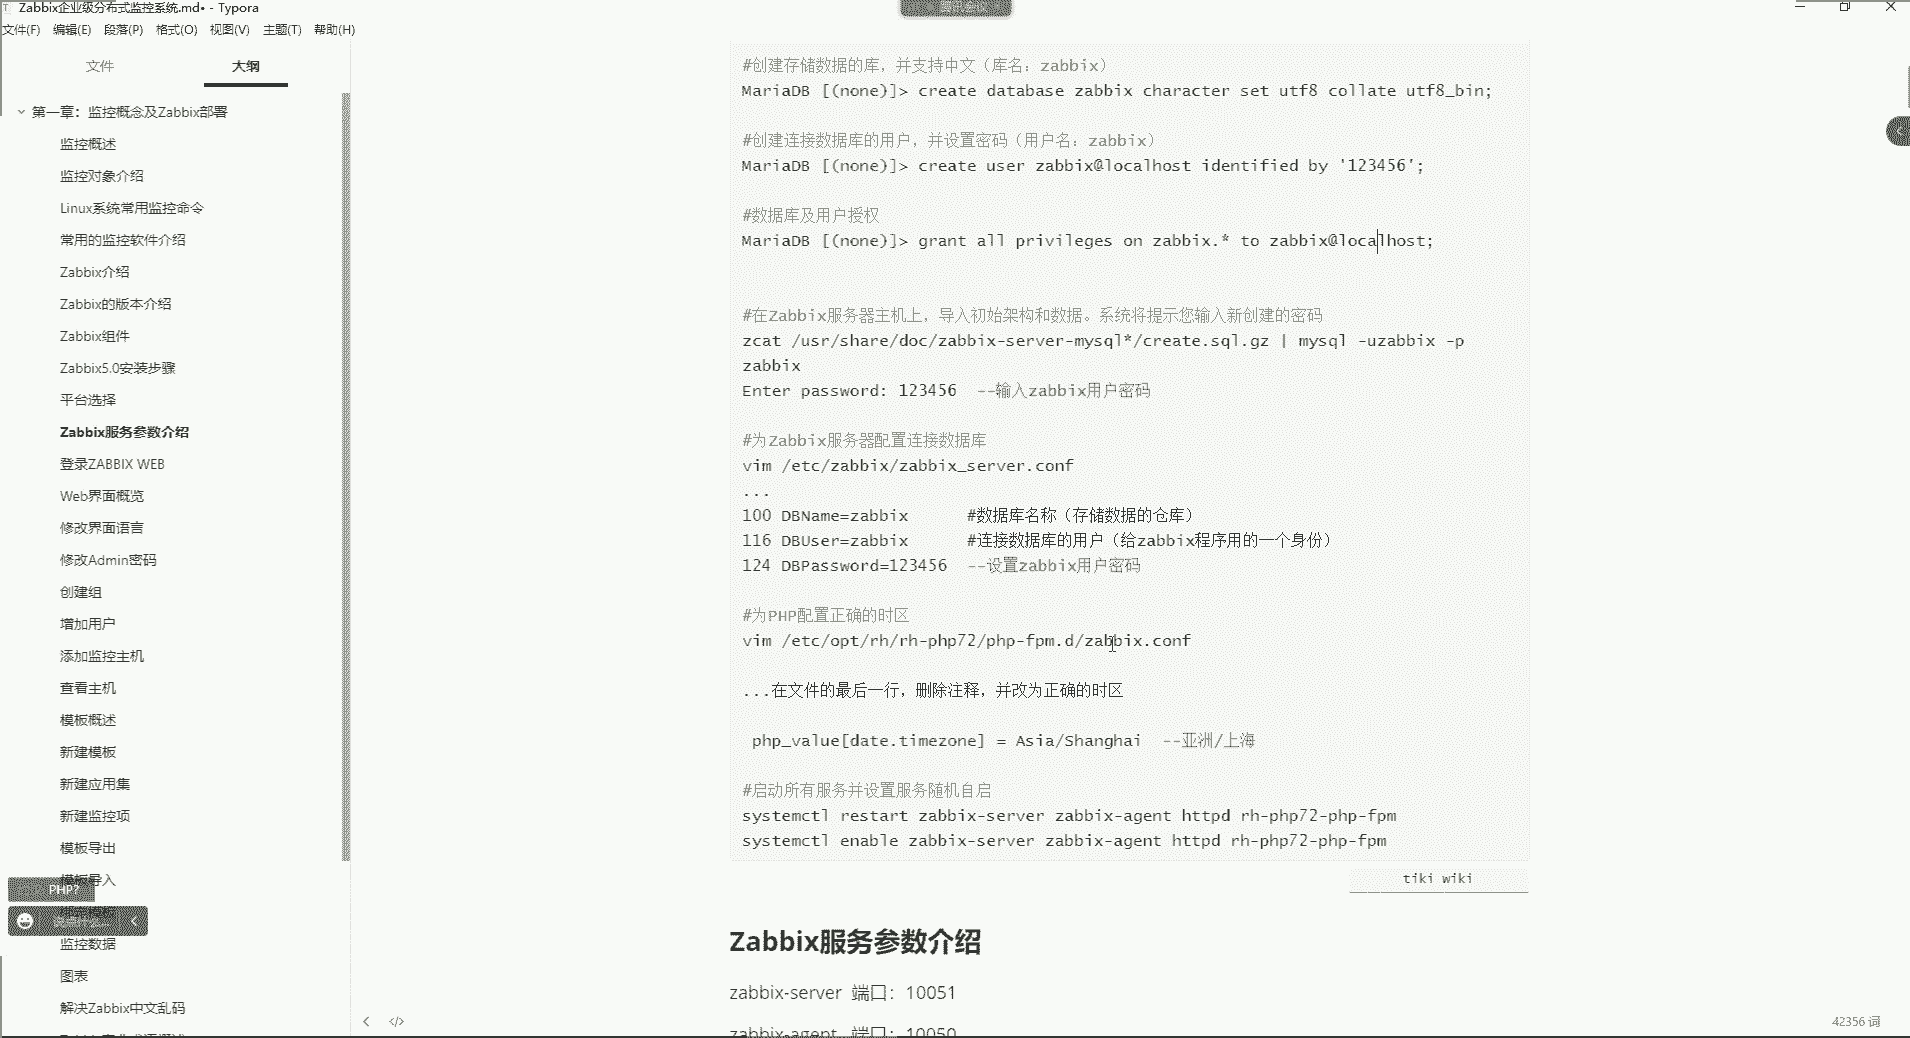 Zabbix企业级分布式监控系统.md• - Typora
文件(F) 编辑(E) 段落(P) 格式(O) 视图(V) 主题(T) 帮助(H)
文件 大纲
第一章：监控概念及Zabbix部署
监控概述
监控对象介绍
Linux系统常用监控命令
常用的监控软件介绍
Zabbix介绍
Zabbix的版本介绍
Zabbix组件
Zabbix5.0安装步骤
平台选择
Zabbix服务参数介绍
登录ZABBIX WEB
Web界面概览
修改界面语言
修改Admin密码
创建组
增加用户
添加监控主机
查看主机
模板概述
新建模板
新建应用集
新建监控项
模板导出
模板导入
PHP?
监控数据
图表
解决Zabbix中文乱码
#创建存储数据的库，并支持中文（库名：zabbix）
MariaDB [(none)]> create database zabbix character set utf8 collate utf8_bin;
#创建连接数据库的用户，并设置密码（用户名：zabbix）
MariaDB [(none)]> create user zabbix@localhost identified by '123456';
#数据库及用户授权
MariaDB [(none)]> grant all privileges on zabbix.* to zabbix@localhost;
#在Zabbix服务器主机上，导入初始架构和数据。系统将提示您输入新创建的密码
zcat /usr/share/doc/zabbix-server-mysql*/create.sql.gz | mysql -uzabbix -p
zabbix
Enter password: 123456 --输入zabbix用户密码
#为Zabbix服务器配置连接数据库
vim /etc/zabbix/zabbix_server.conf
...
100 DBName=zabbix #数据库名称（存储数据的仓库）
116 DBUser=zabbix #连接数据库的用户（给zabbix程序用的一个身份）
124 DBPassword=123456 --设置zabbix用户密码
#为PHP配置正确的时区
vim /etc/opt/rh/rh-php72/php-fpm.d/zabbix.conf
...在文件的最后一行，删除注释，并改为正确的时区
php_value[date.timezone] = Asia/Shanghai --亚洲/上海
#启动所有服务并设置服务随机自启
systemctl restart zabbix-server zabbix-agent httpd rh-php72-php-fpm
systemctl enable zabbix-server zabbix-agent httpd rh-php72-php-fpm
tiki wiki
Zabbix服务参数介绍
zabbix-server 端口：10051
zabbix-agent 端口：10050
42356 词